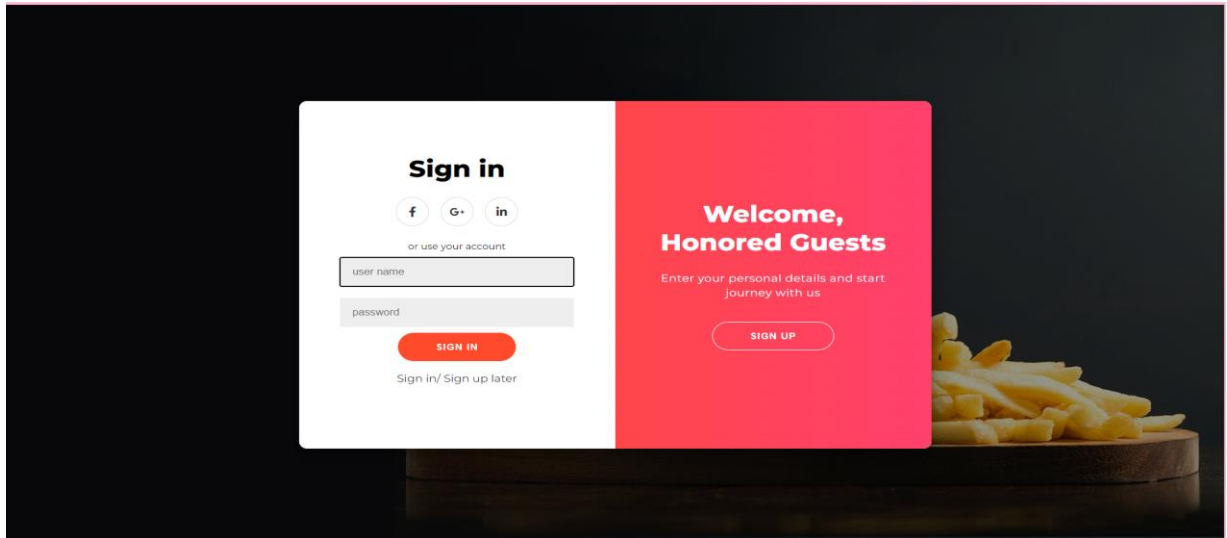 Sign in
f G+ in
or use your account
user name
password
SIGN IN
Sign in/ Sign up later
Welcome,
Honored Guests
Enter your personal details and start
journey with us
SIGN UP